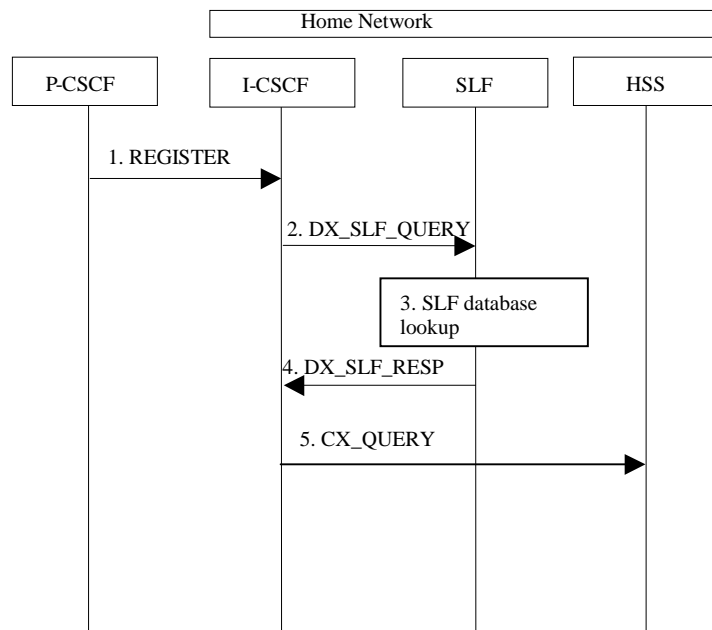 Home Network
P-CSCF
I-CSCF
SLF
HSS
1. REGISTER
2. DX_SLF_QUERY
3. SLF database
lookup
4. DX_SLF_RESP
5. CX_QUERY